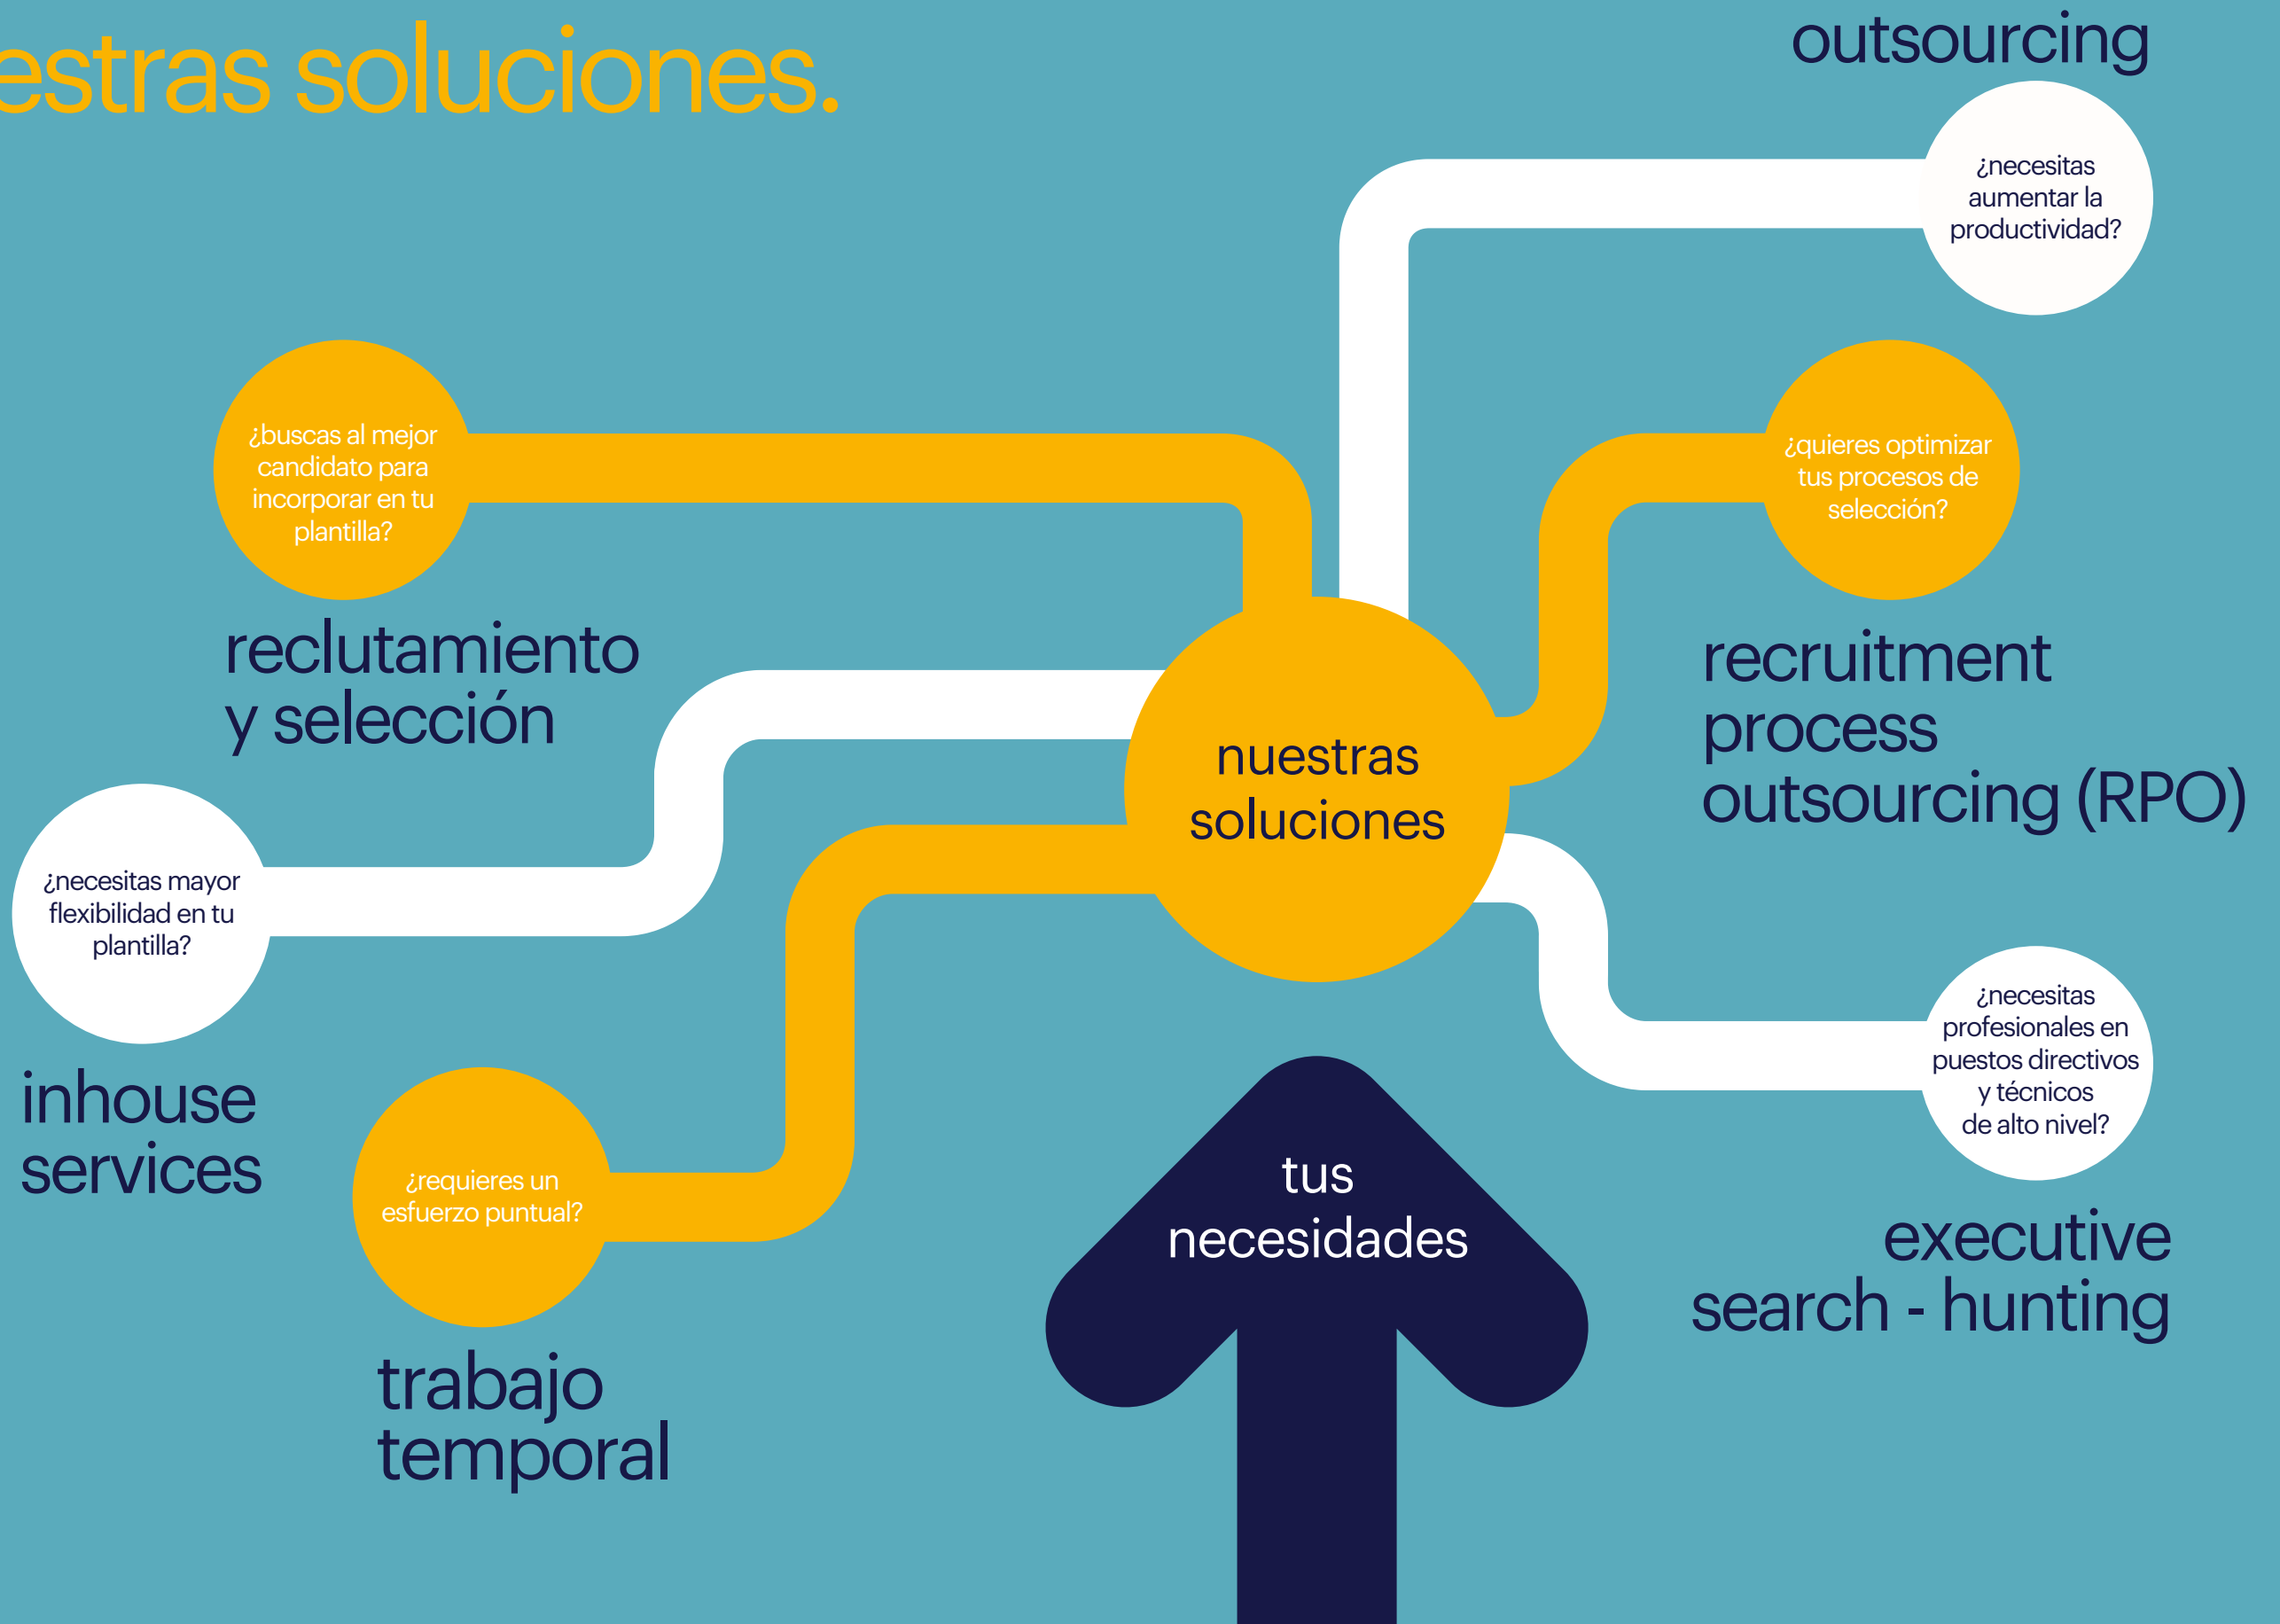 estras soluciones.
outsourcing
¿necesitas
aumentar la
productividad?
¿buscas al mejor
candidato para
incorporar en tu
plantilla?
reclutamiento
y selección
¿quieres optimizar
tus procesos de
selección?
recruitment
process
outsourcing (RPO)
nuestras
soluciones
¿necesitas mayor
flexibilidad en tu
plantilla?
inhouse
services
¿necesitas
profesionales en
puestos directivos
y técnicos
de alto nivel?
executive
search - hunting
¿requieres un
esfuerzo puntual?
trabajo
temporal
tus
necesidades